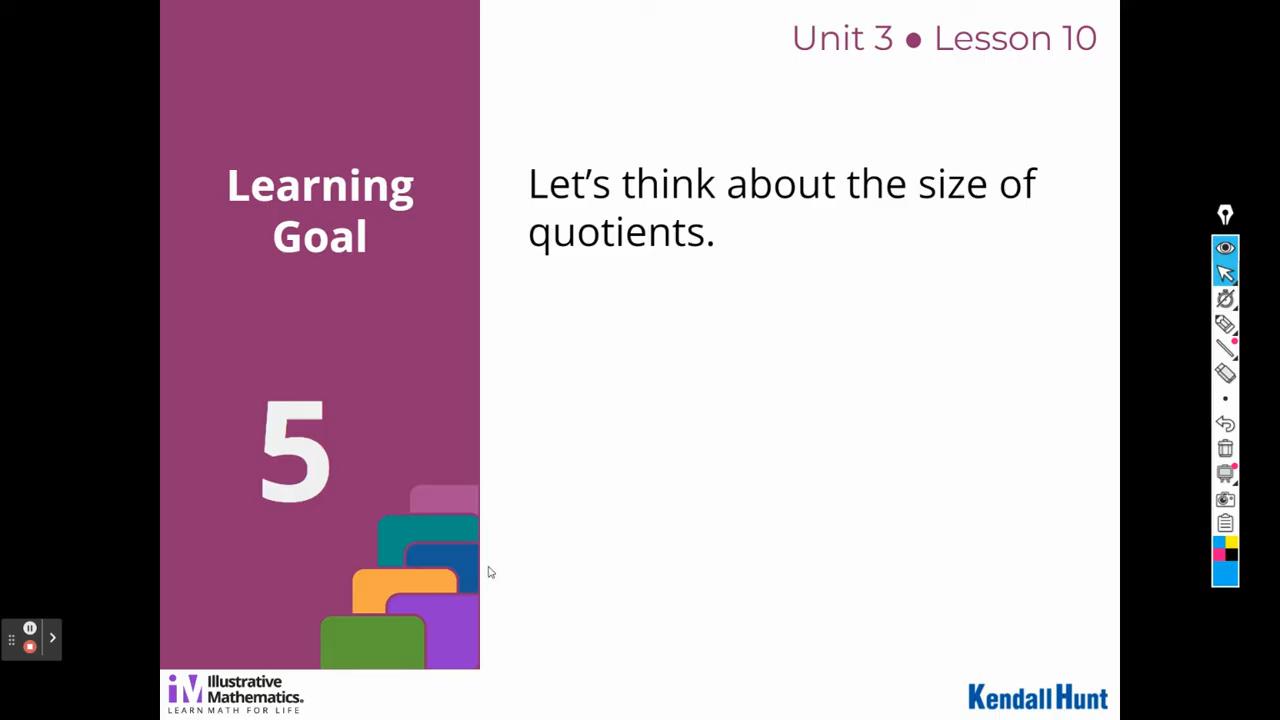 Unit 3 ● Lesson 10
Learning
Goal
Let’s think about the size of
quotients.
5
iM Illustrative
Mathematics.
LEARN MATH FOR LIFE
Kendall Hunt